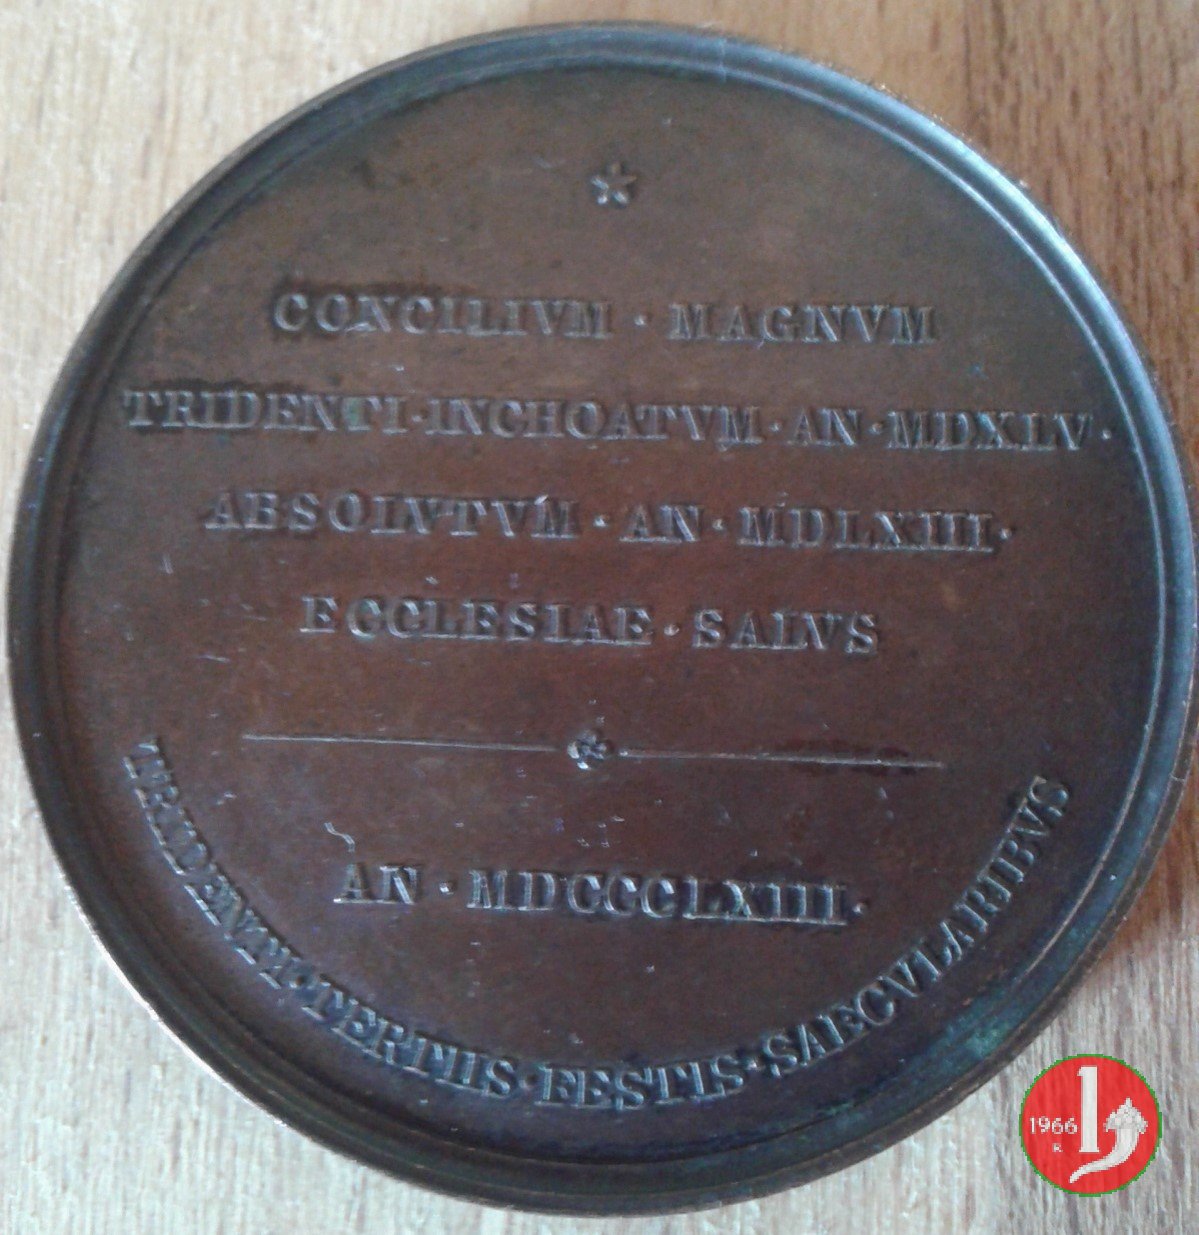 CONCILIVM · MAGNVM
TRIDENTI · INCHOATVM · AN · MDXLV ·
ABSOLVTVM · AN · MDLXIII ·
ECCLESIAE · SALVS
AN · MDCCCLXIII ·
TRIDENTI · TERTIIS · FESTIS · SAECVLARIBVS
1966
R